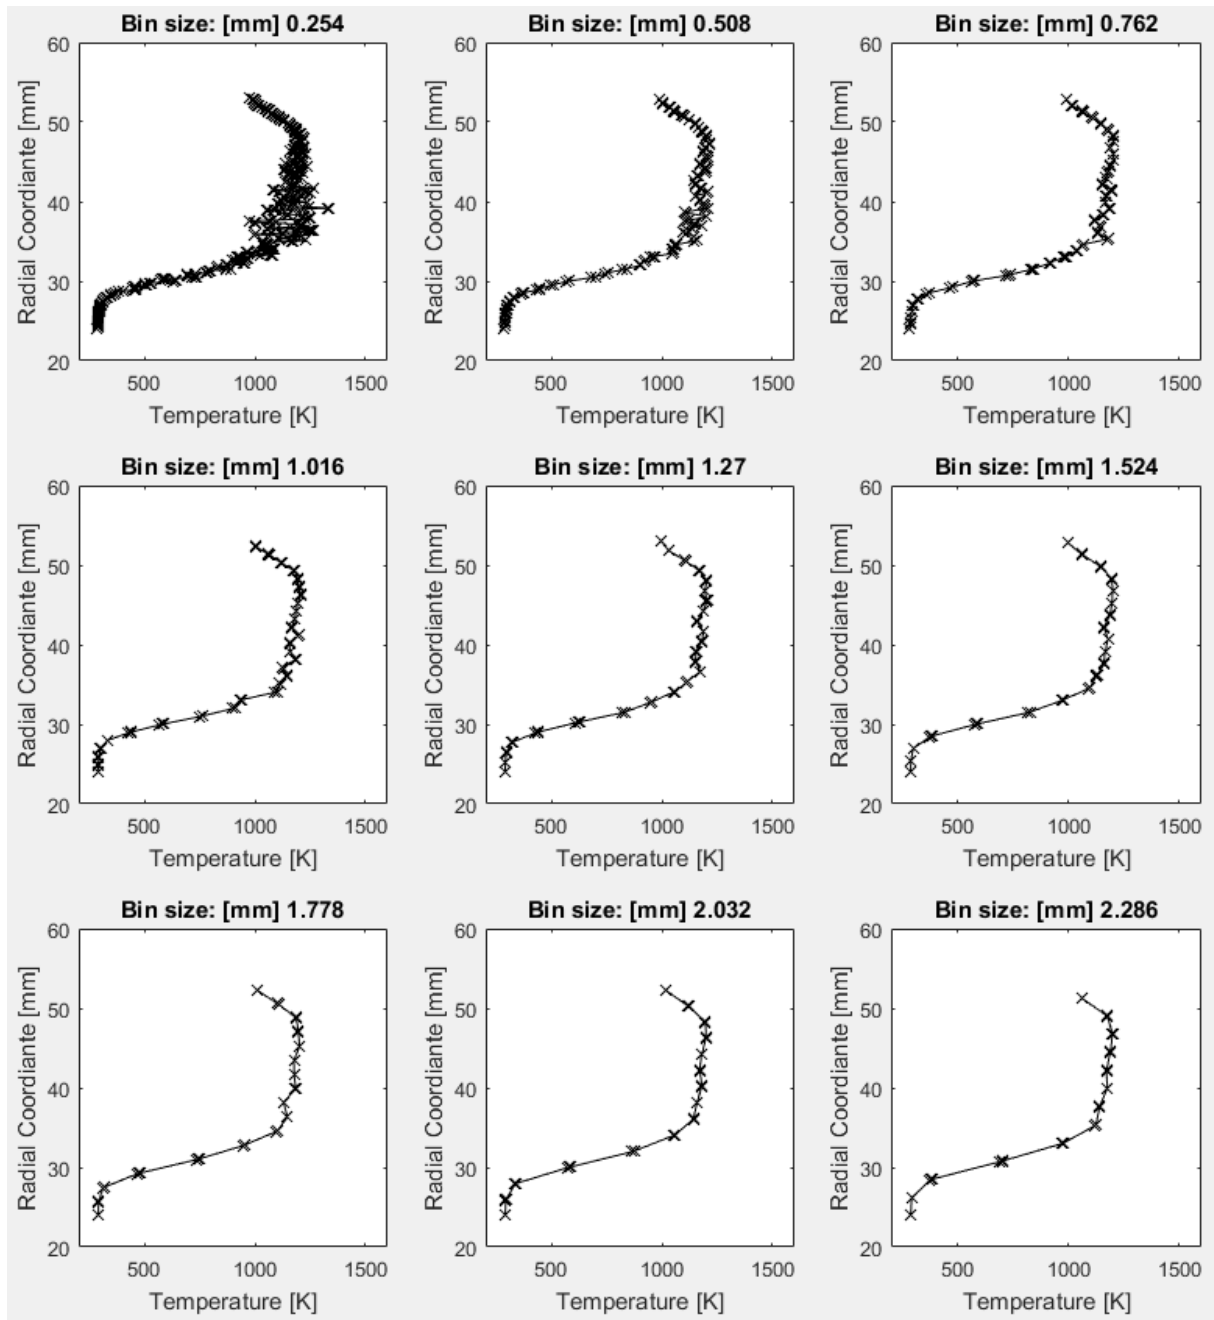 Bin size: [mm] 0.254
Bin size: [mm] 0.508
Bin size: [mm] 0.762
60
50
40
30
20
Radial Coordiante [mm]
500 1000 1500
Temperature [K]
60
50
40
30
20
Radial Coordiante [mm]
500 1000 1500
Temperature [K]
60
50
40
30
20
Radial Coordiante [mm]
500 1000 1500
Temperature [K]
Bin size: [mm] 1.016
Bin size: [mm] 1.27
Bin size: [mm] 1.524
60
50
40
30
20
Radial Coordiante [mm]
500 1000 1500
Temperature [K]
60
50
40
30
20
Radial Coordiante [mm]
500 1000 1500
Temperature [K]
60
50
40
30
20
Radial Coordiante [mm]
500 1000 1500
Temperature [K]
Bin size: [mm] 1.778
Bin size: [mm] 2.032
Bin size: [mm] 2.286
60
50
40
30
20
Radial Coordiante [mm]
500 1000 1500
Temperature [K]
60
50
40
30
20
Radial Coordiante [mm]
500 1000 1500
Temperature [K]
60
50
40
30
20
Radial Coordiante [mm]
500 1000 1500
Temperature [K]